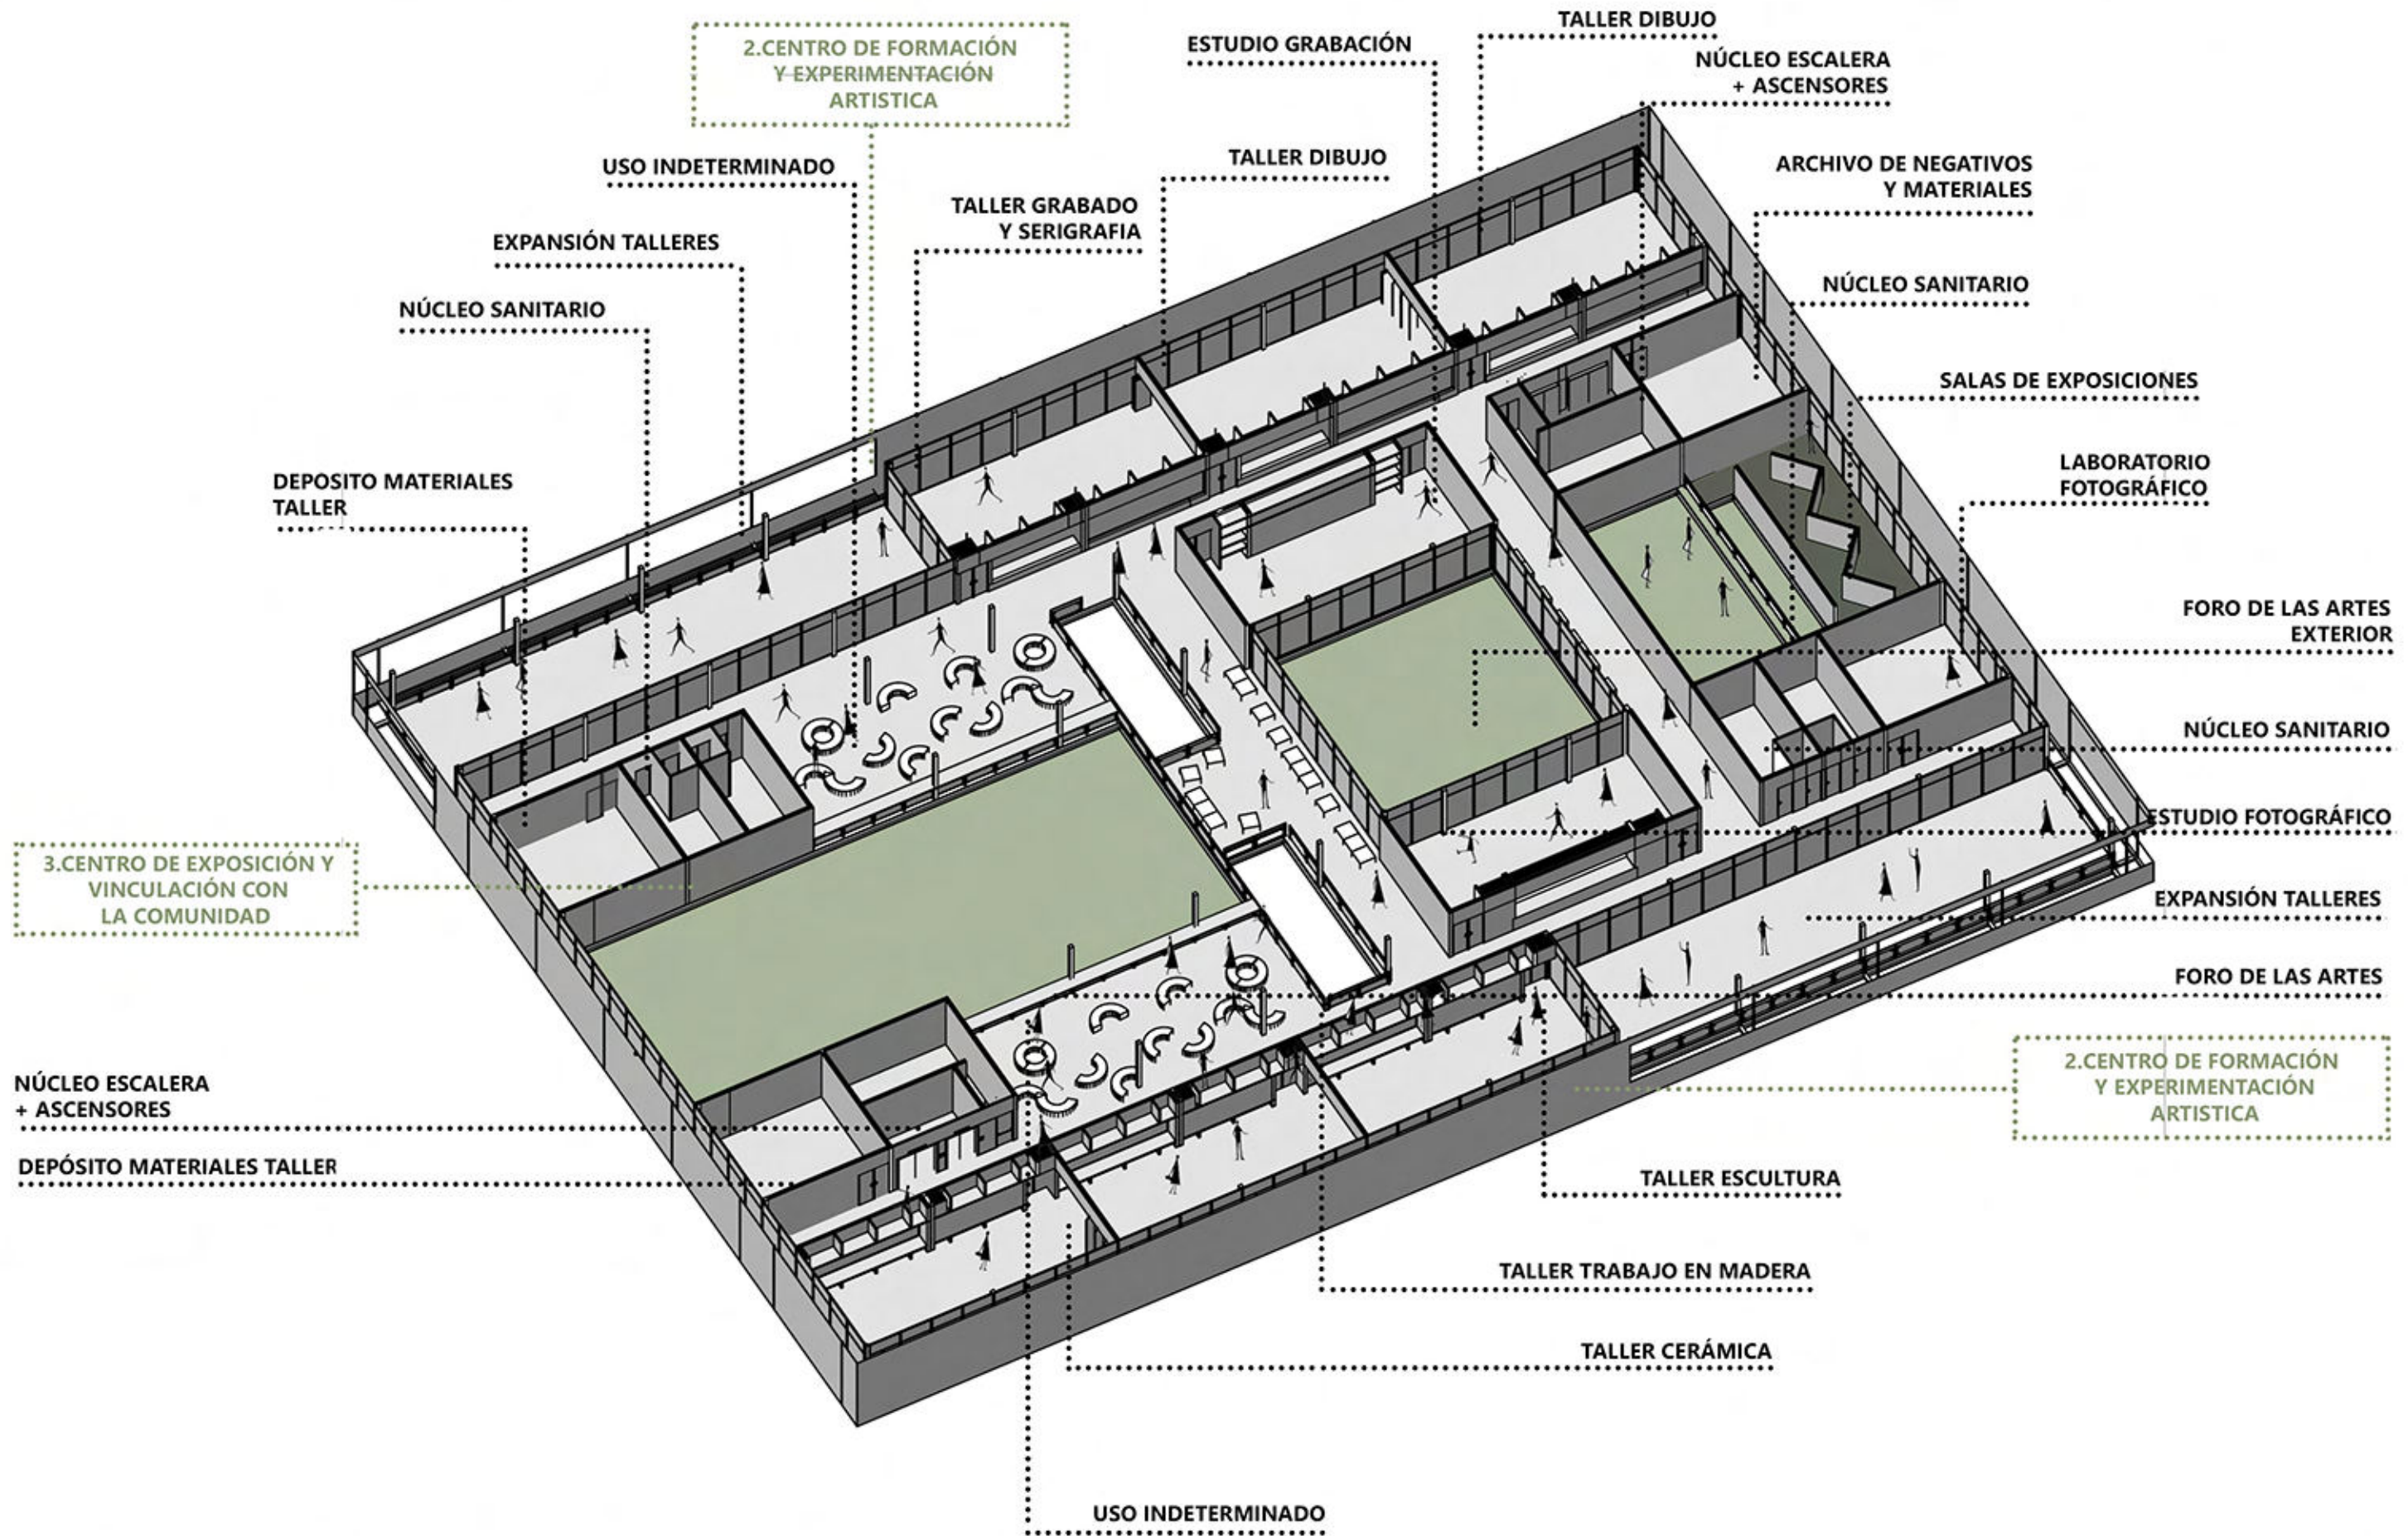 2.CENTRO DE FORMACIÓN
Y EXPERIMENTACIÓN
ARTISTICA
ESTUDIO GRABACIÓN
TALLER DIBUJO
NÚCLEO ESCALERA
+ ASCENSORES
USO INDETERMINADO
TALLER DIBUJO
ARCHIVO DE NEGATIVOS
Y MATERIALES
TALLER GRABADO
Y SERIGRAFIA
EXPANSIÓN TALLERES
NÚCLEO SANITARIO
NÚCLEO SANITARIO
SALAS DE EXPOSICIONES
DEPOSITO MATERIALES
TALLER
LABORATORIO
FOTOGRÁFICO
FORO DE LAS ARTES
EXTERIOR
NÚCLEO SANITARIO
ESTUDIO FOTOGRÁFICO
3.CENTRO DE EXPOSICIÓN Y
VINCULACIÓN CON
LA COMUNIDAD
EXPANSIÓN TALLERES
FORO DE LAS ARTES
2.CENTRO DE FORMACIÓN
Y EXPERIMENTACIÓN
ARTISTICA
NÚCLEO ESCALERA
+ ASCENSORES
DEPÓSITO MATERIALES TALLER
TALLER ESCULTURA
TALLER TRABAJO EN MADERA
TALLER CERÁMICA
USO INDETERMINADO